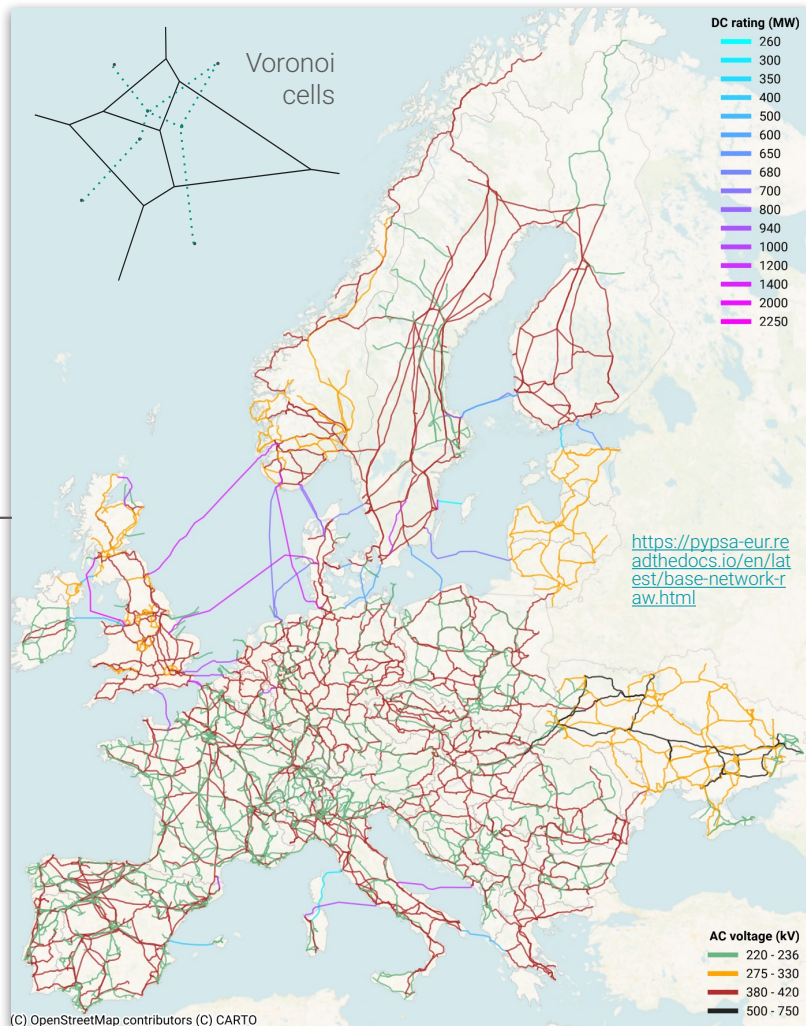 Voronoi
cells
DC rating (MW)
260
300
350
400
500
600
650
680
700
800
940
1000
1200
1400
2000
2250
https://pypsa-eur.re
adthedocs.io/en/lat
est/base-network-r
aw.html
AC voltage (kV)
220 - 236
275 - 330
380 - 420
500 - 750
(C) OpenStreetMap contributors (C) CARTO